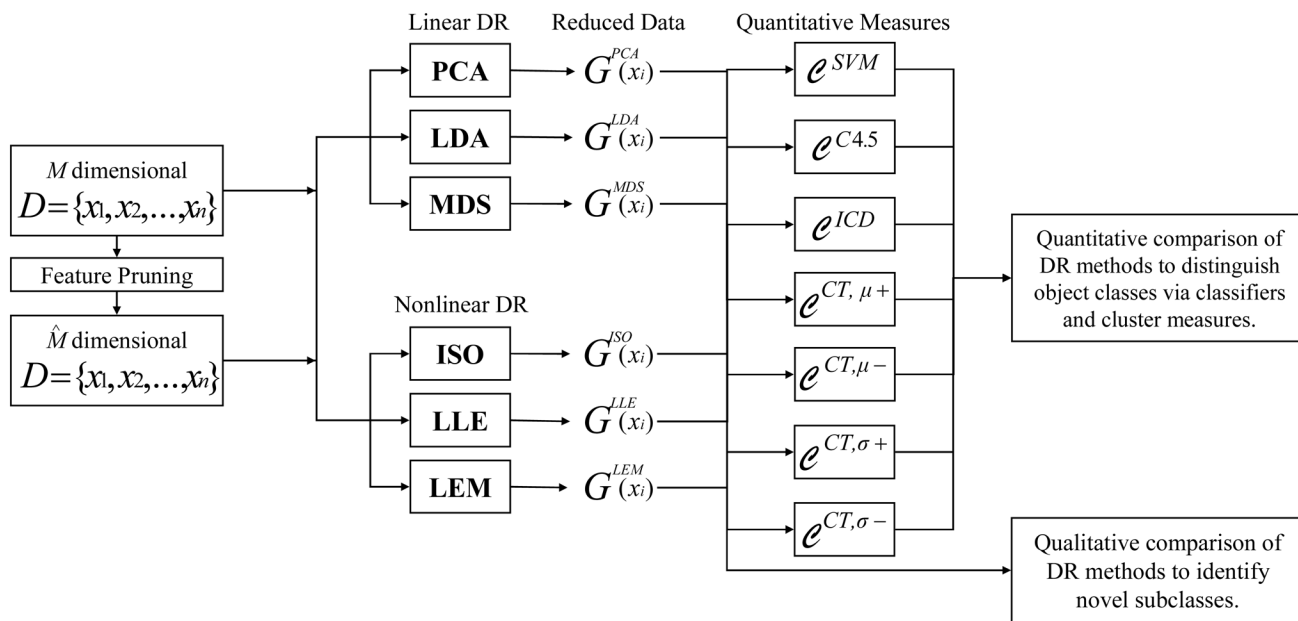 Linear DR
Reduced Data
Quantitative Measures
M dimensional
D={x1,x2,...,xn}
Feature Pruning
M̂ dimensional
D={x1,x2,...,xn}
PCA
LDA
MDS
Nonlinear DR
ISO
LLE
LEM
G^PCA(xi)
G^LDA(xi)
G^MDS(xi)
G^ISO(xi)
G^LLE(xi)
G^LEM(xi)
𝒞^SVM
𝒞^C4.5
𝒞^ICD
𝒞^CT, μ+
𝒞^CT,μ−
𝒞^CT,σ+
𝒞^CT,σ−
Quantitative comparison of
DR methods to distinguish
object classes via classifiers
and cluster measures.
Qualitative comparison of
DR methods to identify
novel subclasses.